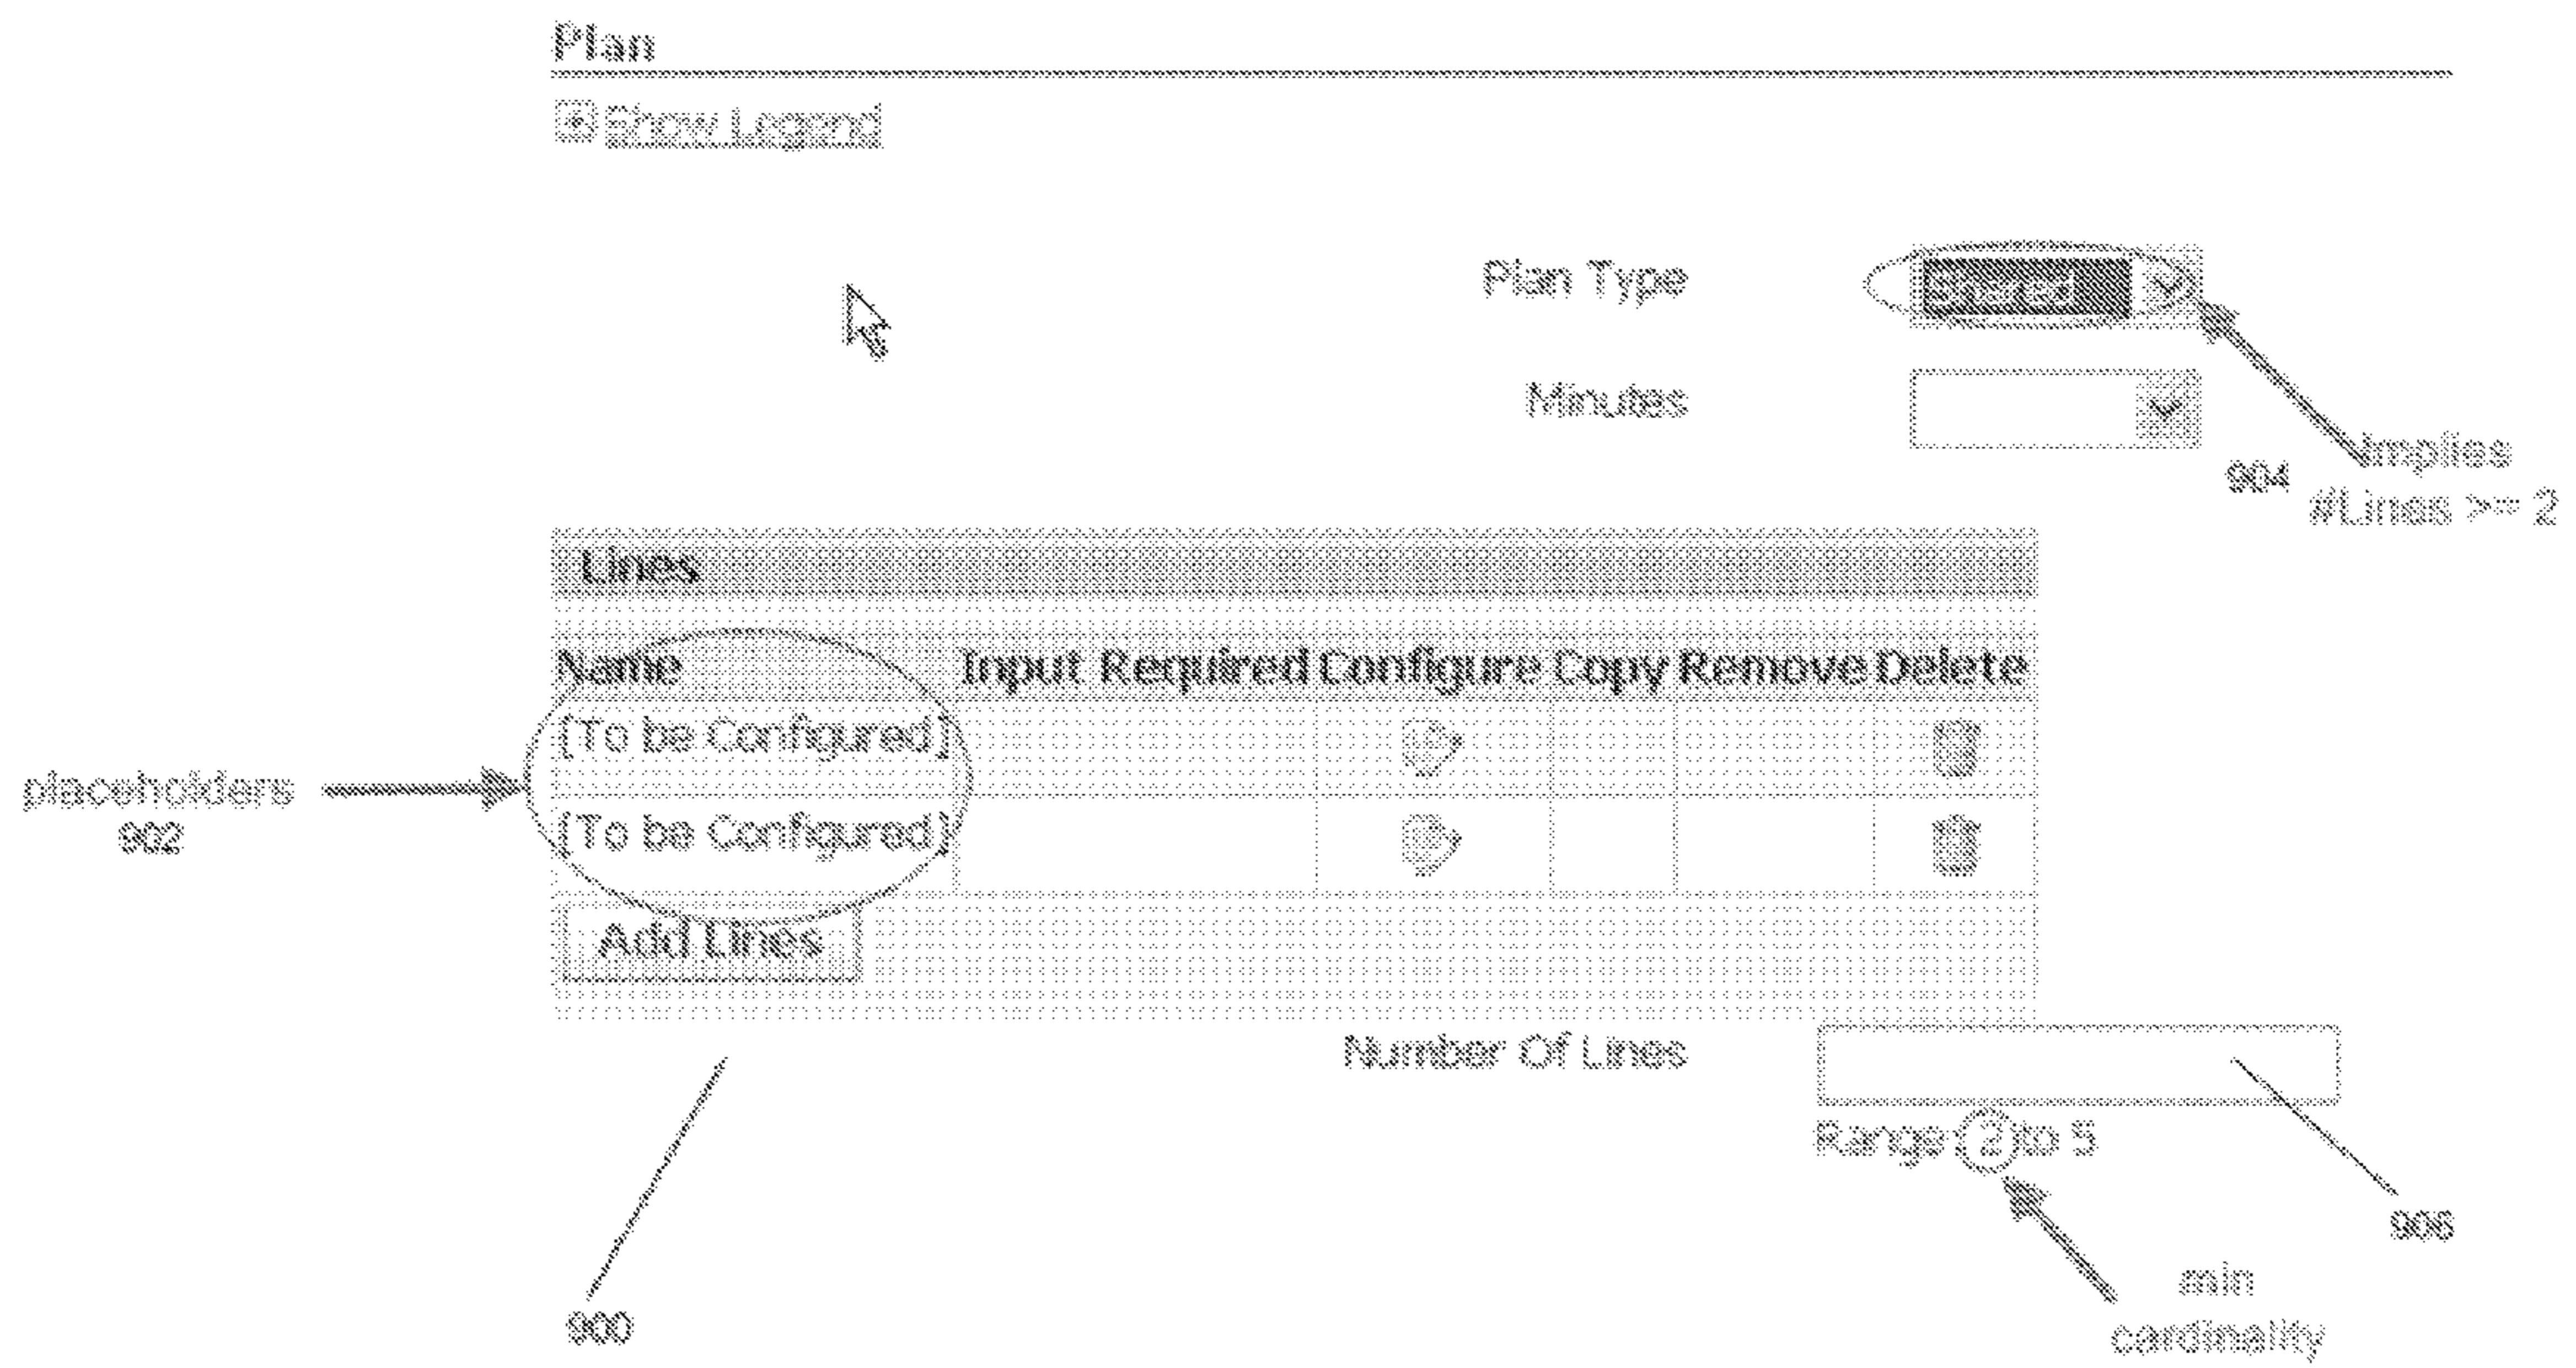 Plan
Show Legend
Plan Type
Shared
Minutes
904
implies
#Lines >= 2
Lines
Name Input Required Configure Copy Remove Delete
[To be Configured]
[To be Configured]
placeholders
902
Add Lines
Number Of Lines
Range: 2 to 5
906
min
cardinality
900